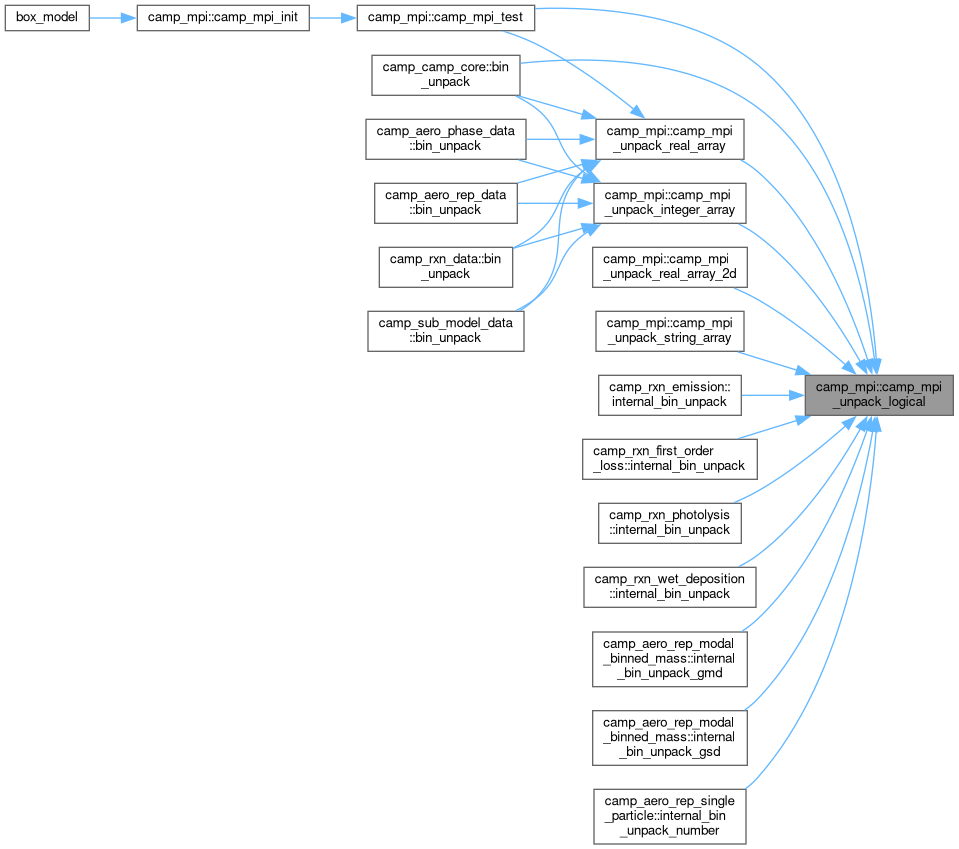 box_model
camp_mpi::camp_mpi_init
camp_mpi::camp_mpi_test
camp_camp_core::bin
_unpack
camp_aero_phase_data
::bin_unpack
camp_aero_rep_data
::bin_unpack
camp_rxn_data::bin
_unpack
camp_sub_model_data
::bin_unpack
camp_mpi::camp_mpi
_unpack_real_array
camp_mpi::camp_mpi
_unpack_integer_array
camp_mpi::camp_mpi
_unpack_real_array_2d
camp_mpi::camp_mpi
_unpack_string_array
camp_rxn_emission::
internal_bin_unpack
camp_rxn_first_order
_loss::internal_bin_unpack
camp_rxn_photolysis
::internal_bin_unpack
camp_rxn_wet_deposition
::internal_bin_unpack
camp_aero_rep_modal
_binned_mass::internal
_bin_unpack_gmd
camp_aero_rep_modal
_binned_mass::internal
_bin_unpack_gsd
camp_aero_rep_single
_particle::internal_bin
_unpack_number
camp_mpi::camp_mpi
_unpack_logical